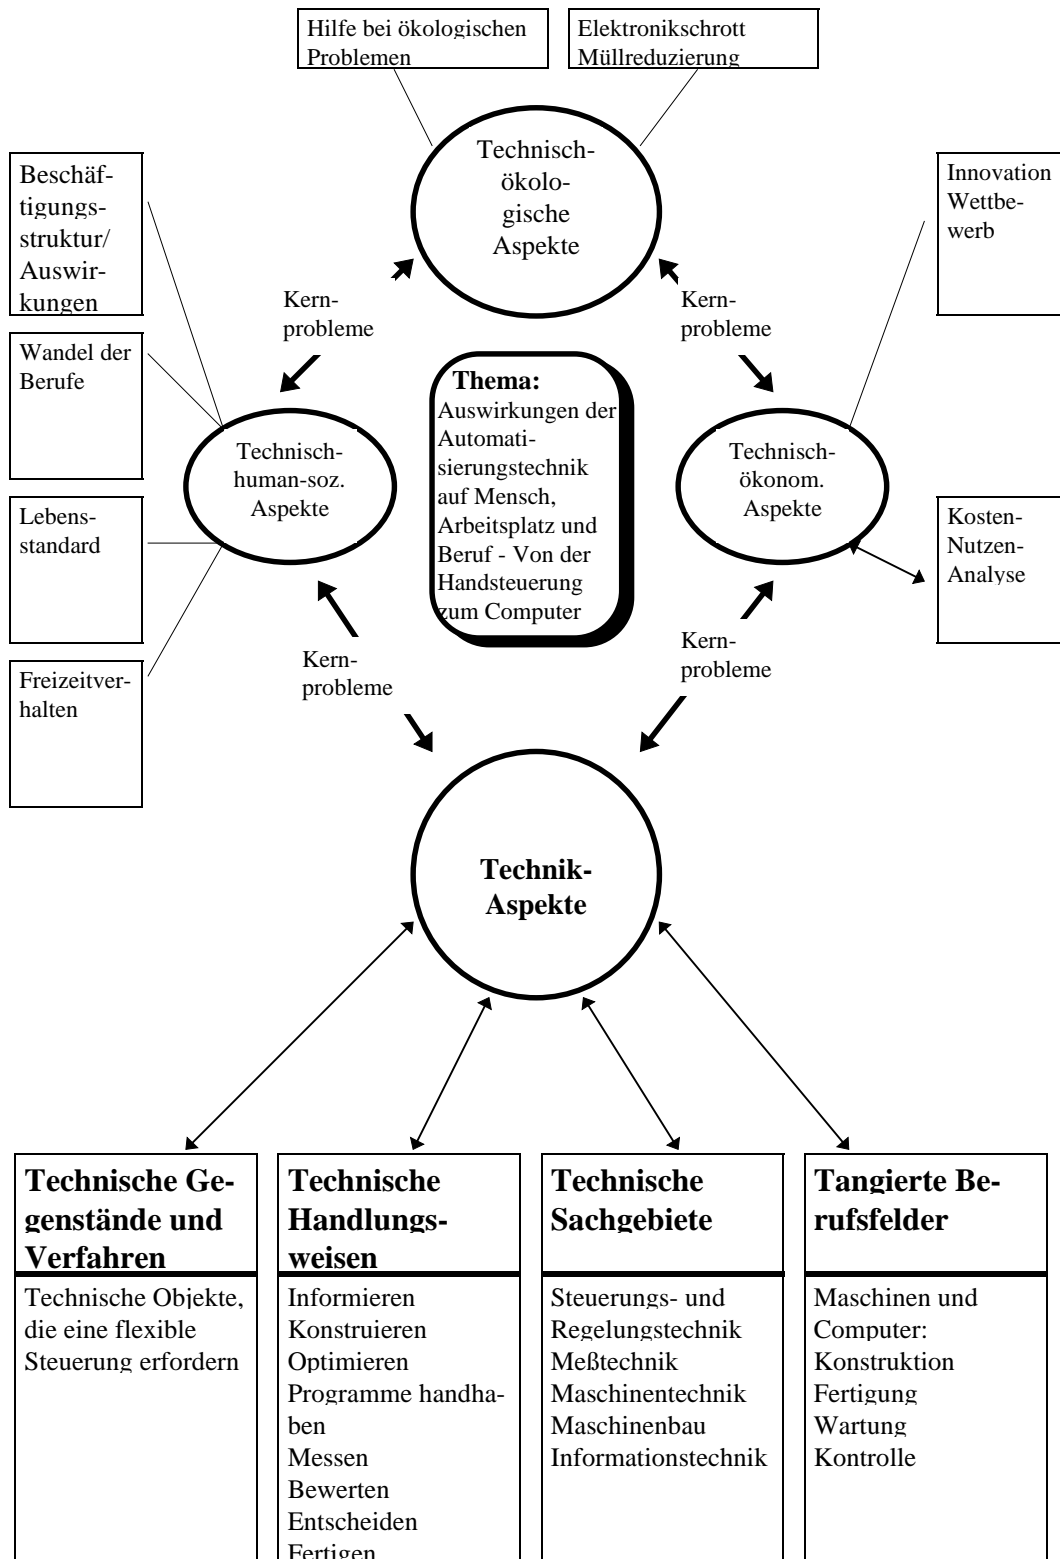 Hilfe bei ökologischen
Problemen
Elektronikschrott
Müllreduzierung
Technisch-
ökolo-
gische
Aspekte
Beschäf-
tigungs-
struktur/
Auswir-
kungen
Innovation
Wettbe-
werb
Kern-
probleme
Kern-
probleme
Wandel der
Berufe
Thema:
Auswirkungen der
Automati-
sierungstechnik
auf Mensch,
Arbeitsplatz und
Beruf - Von der
Handsteuerung
zum Computer
Technisch-
human-soz.
Aspekte
Technisch-
ökonom.
Aspekte
Lebens-
standard
Kosten-
Nutzen-
Analyse
Kern-
probleme
Kern-
probleme
Freizeitver-
halten
Technik-
Aspekte
Technische Ge-
genstände und
Verfahren
Technische Objekte,
die eine flexible
Steuerung erfordern
Technische
Handlungs-
weisen
Informieren
Konstruieren
Optimieren
Programme handha-
ben
Messen
Bewerten
Entscheiden
Fertigen
Technische
Sachgebiete
Steuerungs- und
Regelungstechnik
Meßtechnik
Maschinentechnik
Maschinenbau
Informationstechnik
Tangierte Be-
rufsfelder
Maschinen und
Computer:
Konstruktion
Fertigung
Wartung
Kontrolle